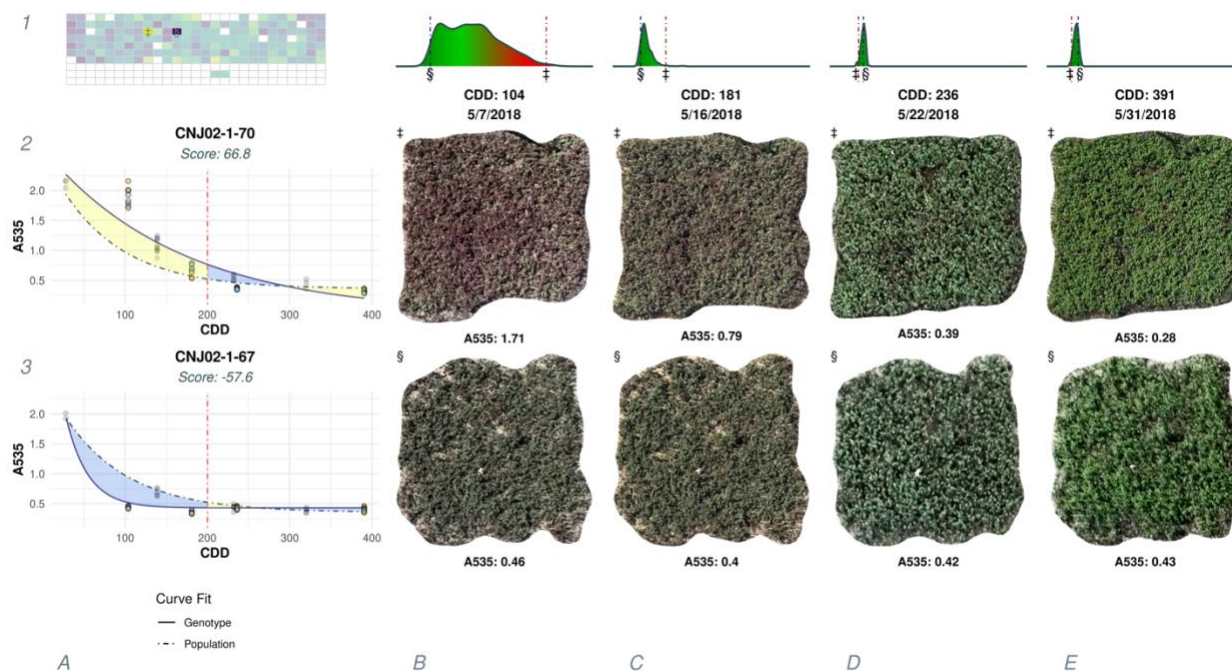 1
§ ‡
§ ‡
‡ §
‡ §
CDD: 104
5/7/2018
CDD: 181
5/16/2018
CDD: 236
5/22/2018
CDD: 391
5/31/2018
2
CNJ02-1-70
Score: 66.8
A535
2.0
1.5
1.0
0.5
100 200 300 400
CDD
‡ ‡ ‡ ‡
A535: 1.71
A535: 0.79
A535: 0.39
A535: 0.28
3
CNJ02-1-67
Score: -57.6
A535
2.0
1.5
1.0
0.5
100 200 300 400
CDD
§ § § §
A535: 0.46
A535: 0.4
A535: 0.42
A535: 0.43
Curve Fit
Genotype
Population
A B C D E